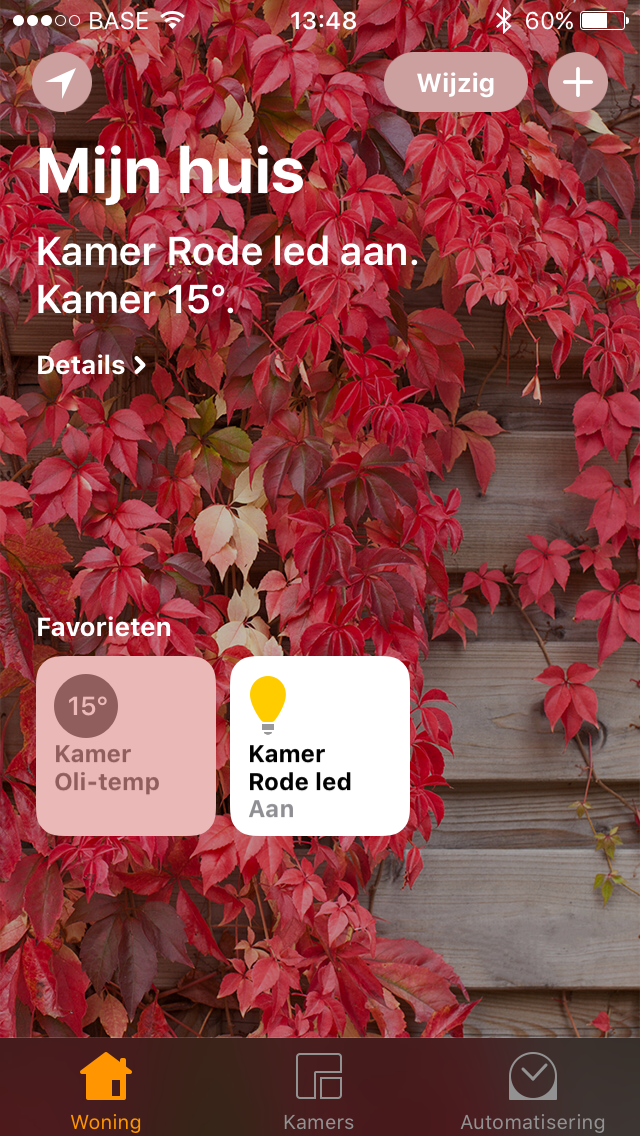 BASE 13:48 60%
Wijzig
Mijn huis
Kamer Rode led aan.
Kamer 15°.
Details
Favorieten
15°
Kamer
Oli-temp
Kamer
Rode led
Aan
Woning Kamers Automatisering